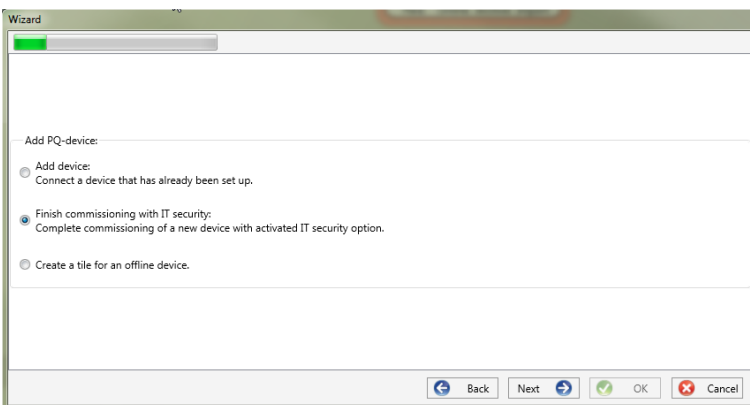 Wizard
Add PQ-device:
Add device:
Connect a device that has already been set up.
Finish commissioning with IT security:
Complete commissioning of a new device with activated IT security option.
Create a tile for an offline device.
Back Next OK Cancel